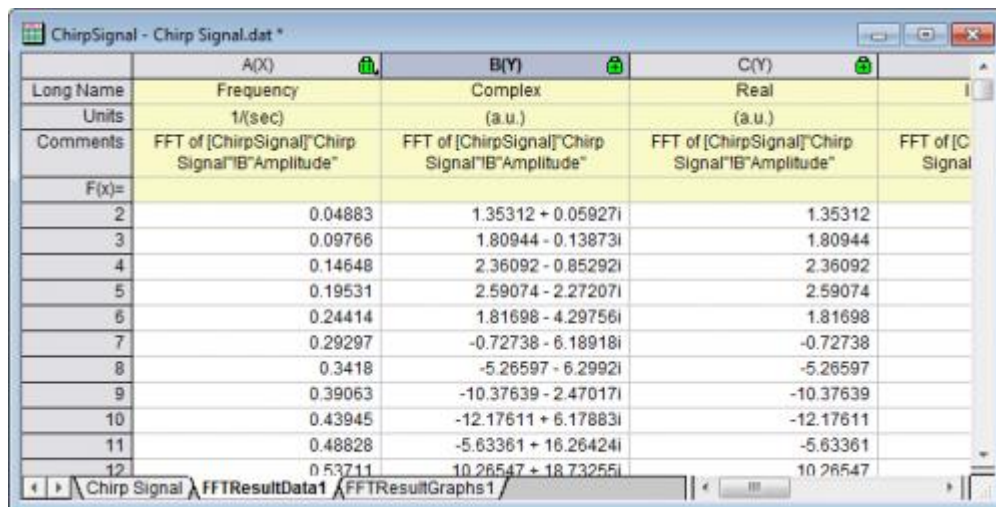 ChirpSignal - Chirp Signal.dat *
A(X) B(Y) C(Y)
Long Name Frequency Complex Real
Units 1/(sec) (a.u.) (a.u.)
Comments FFT of [ChirpSignal]"Chirp FFT of [ChirpSignal]"Chirp FFT of [ChirpSignal]"Chirp FFT of [C
Signal"!B"Amplitude" Signal"!B"Amplitude" Signal"!B"Amplitude" Signal
F(x)=
2 0.04883 1.35312 + 0.05927i 1.35312
3 0.09766 1.80944 - 0.13873i 1.80944
4 0.14648 2.36092 - 0.85292i 2.36092
5 0.19531 2.59074 - 2.27207i 2.59074
6 0.24414 1.81698 - 4.29756i 1.81698
7 0.29297 -0.72738 - 6.18918i -0.72738
8 0.3418 -5.26597 - 6.2992i -5.26597
9 0.39063 -10.37639 - 2.47017i -10.37639
10 0.43945 -12.17611 + 6.17883i -12.17611
11 0.48828 -5.63361 + 16.26424i -5.63361
12 0.53711 10.26547 + 18.73255i 10.26547
Chirp Signal FFTResultData1 FFTResultGraphs1